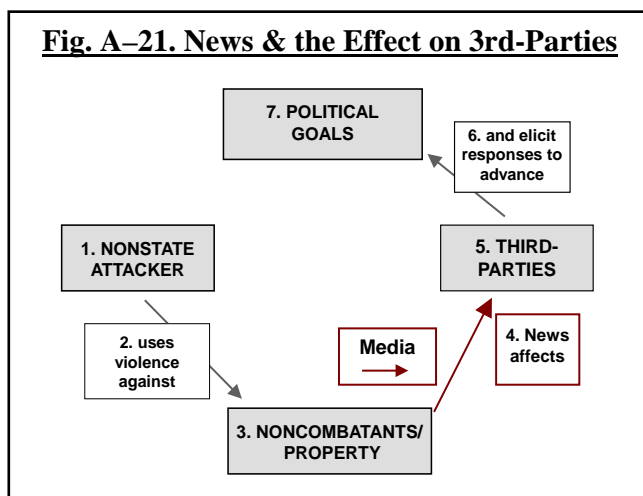 Fig. A–21. News & the Effect on 3rd-Parties
7. POLITICAL
GOALS
6. and elicit
responses to
advance
1. NONSTATE
ATTACKER
5. THIRD-
PARTIES
2. uses
violence
against
Media
4. News
affects
3. NONCOMBATANTS/
PROPERTY